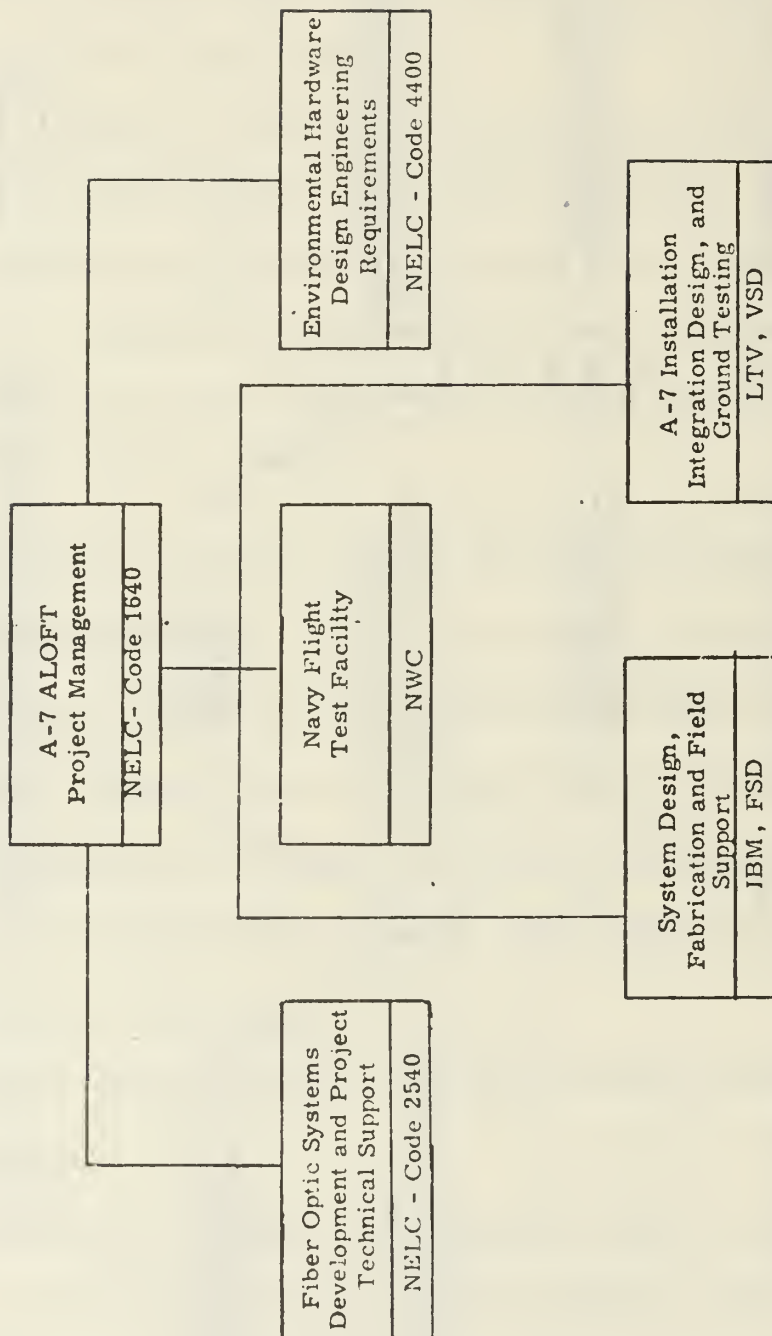 A-7 ALOFT
Project Management
NELC- Code 1640
Fiber Optic Systems
Development and Project
Technical Support
NELC - Code 2540
Navy Flight
Test Facility
NWC
Environmental Hardware
Design Engineering
Requirements
NELC - Code 4400
System Design,
Fabrication and Field
Support
IBM, FSD
A-7 Installation
Integration Design, and
Ground Testing
LTV, VSD